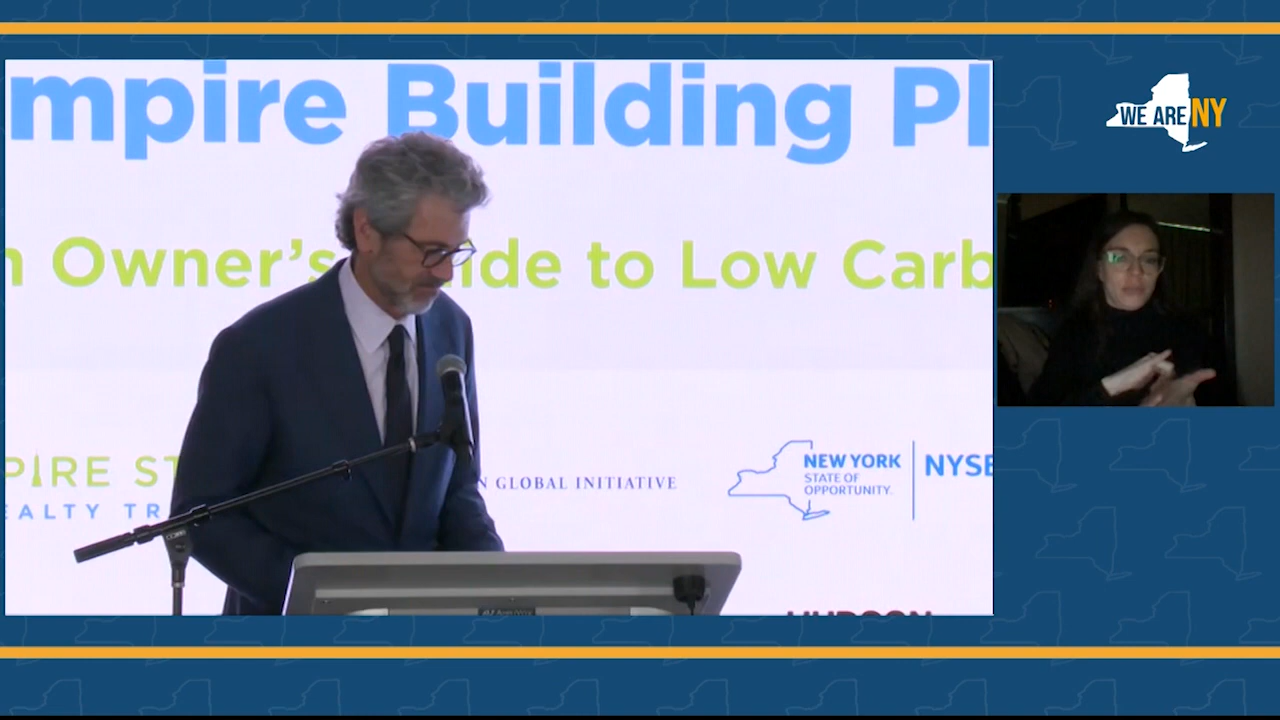 mpire Building Pl
n Owner's ide to Low Carb
PIRE ST
EALTY TR
N GLOBAL INITIATIVE
NEW YORK
STATE OF
OPPORTUNITY.
NYSE
WE ARE NY